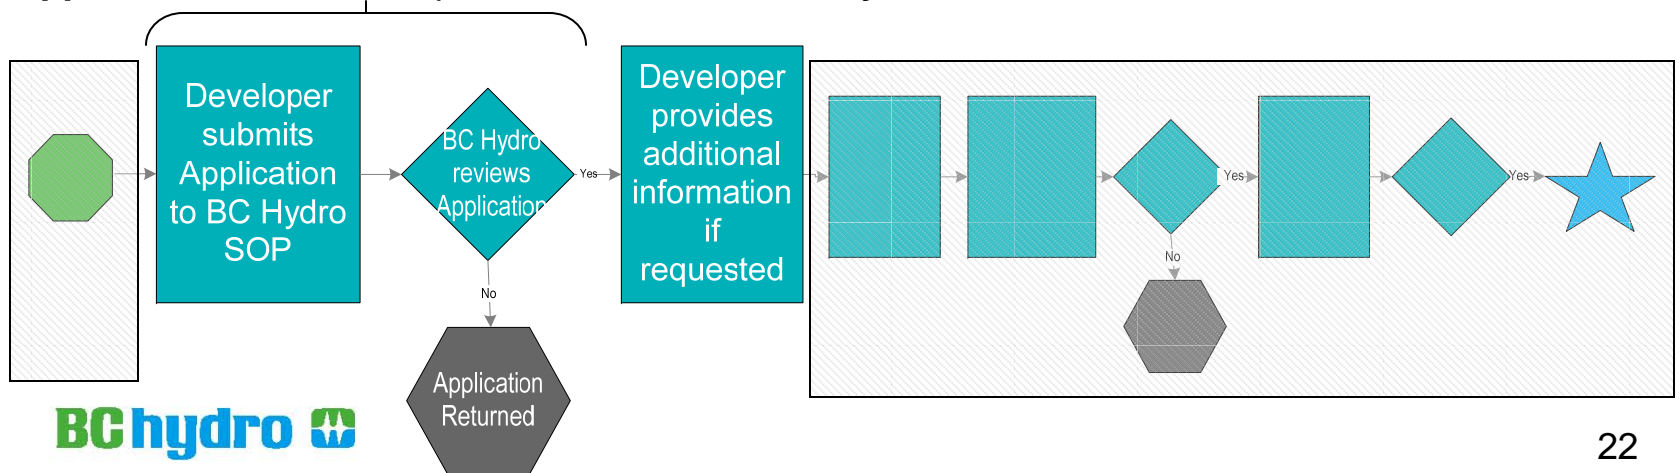 Developer
submits
Application
to BC Hydro
SOP
BC Hydro
reviews
Application
Yes
No
Application
Returned
Developer
provides
additional
information
if
requested
Yes
No
Yes
BC hydro
22